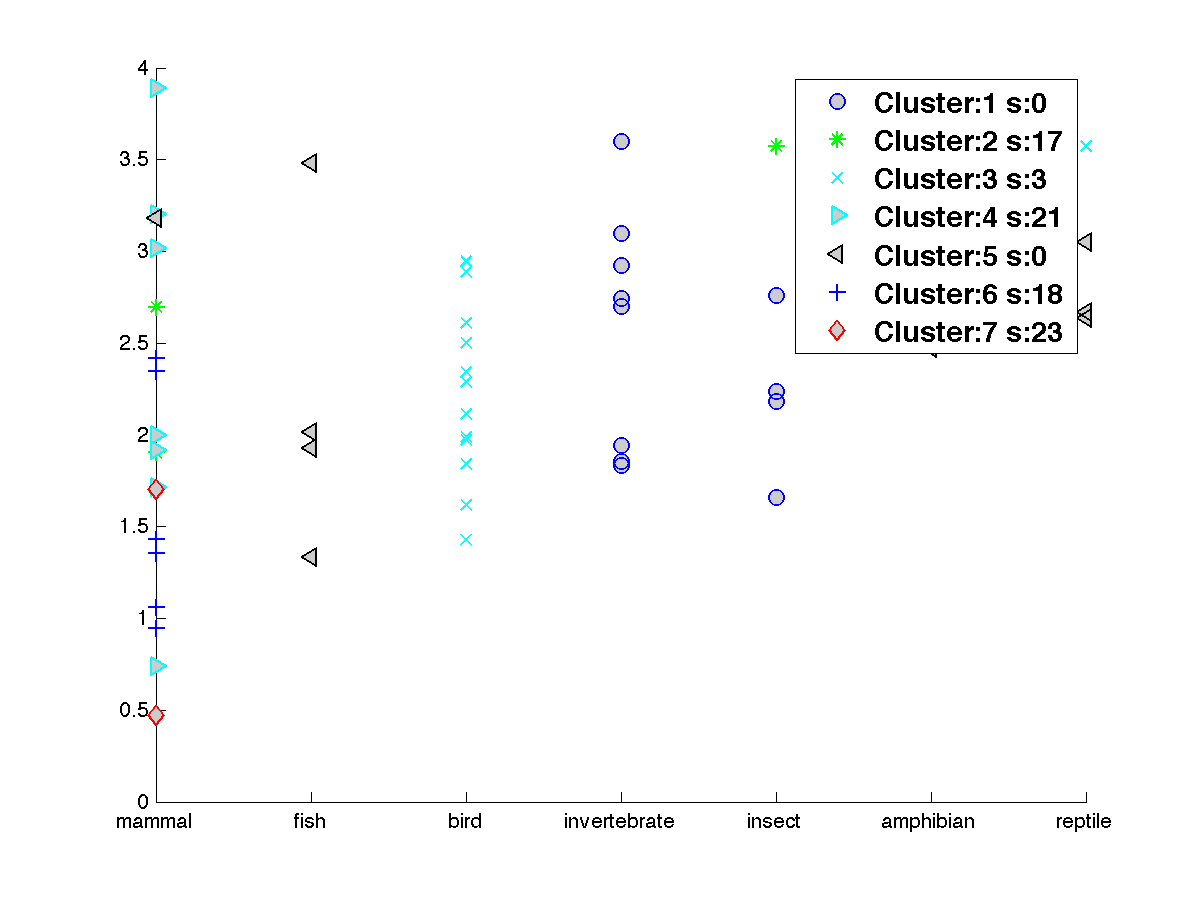 4
3.5
3
2.5
2
1.5
1
0.5
0
mammal fish bird invertebrate insect amphibian reptile
Cluster:1 s:0
Cluster:2 s:17
Cluster:3 s:3
Cluster:4 s:21
Cluster:5 s:0
Cluster:6 s:18
Cluster:7 s:23